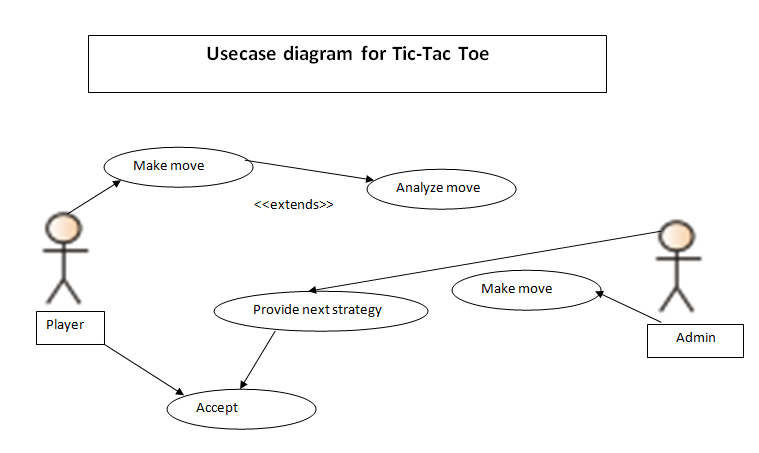 Usecase diagram for Tic-Tac Toe
Make move
Analyze move
<<extends>>
Make move
Provide next strategy
Player
Admin
Accept